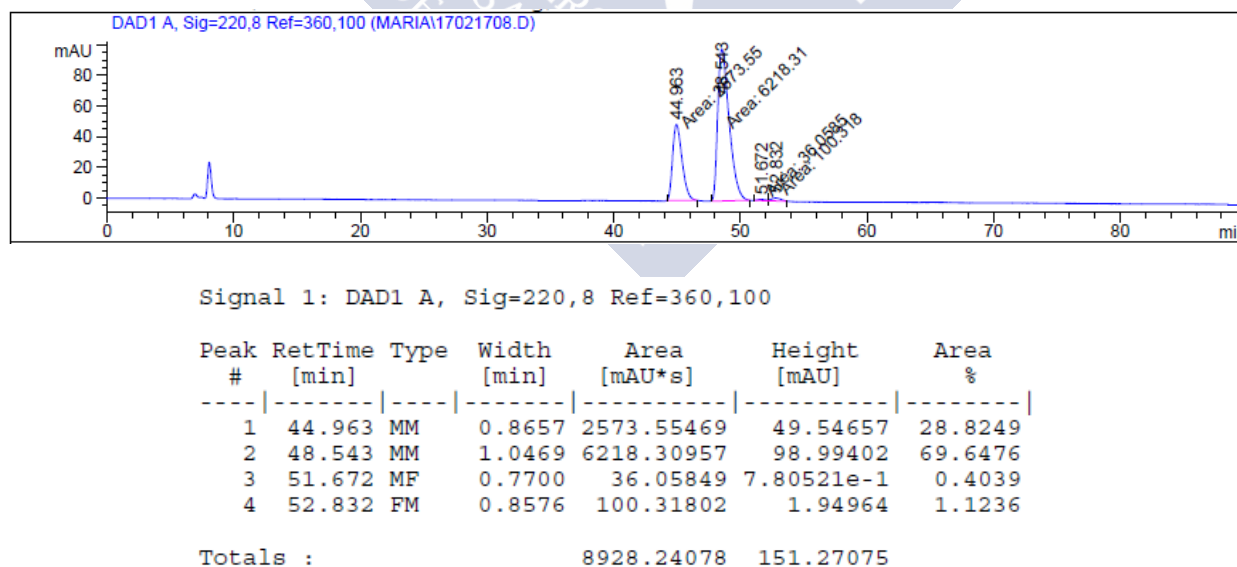 DAD1 A, Sig=220,8 Ref=360,100 (MARIA\17021708.D)
mAU
80
60
40
20
0
44.963
Area: 2573.55
48.543
Area: 6218.31
51.672
Area: 36.0585
52.832
Area: 100.318
0 10 20 30 40 50 60 70 80 mi
Signal 1: DAD1 A, Sig=220,8 Ref=360,100
Peak RetTime Type Width Area Height Area
# [min] [min] [mAU*s] [mAU] %
----|-------|----|-------|----------|----------|--------|
1 44.963 MM 0.8657 2573.55469 49.54657 28.8249
2 48.543 MM 1.0469 6218.30957 98.99402 69.6476
3 51.672 MF 0.7700 36.05849 7.80521e-1 0.4039
4 52.832 FM 0.8576 100.31802 1.94964 1.1236
Totals : 8928.24078 151.27075